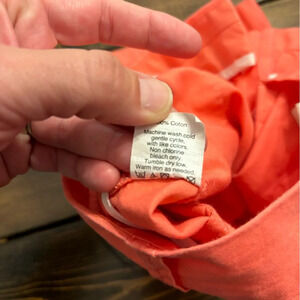 % Cotton
Machine wash cold
gentle cycle,
with like colors.
Non chlorine
bleach only.
Tumble dry low.
Warm iron as needed.